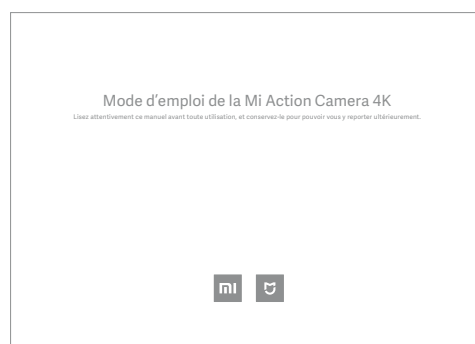 Mode d’emploi de la Mi Action Camera 4K
Lisez attentivement ce manuel avant toute utilisation, et conservez-le pour pouvoir vous y reporter ultérieurement.
mi